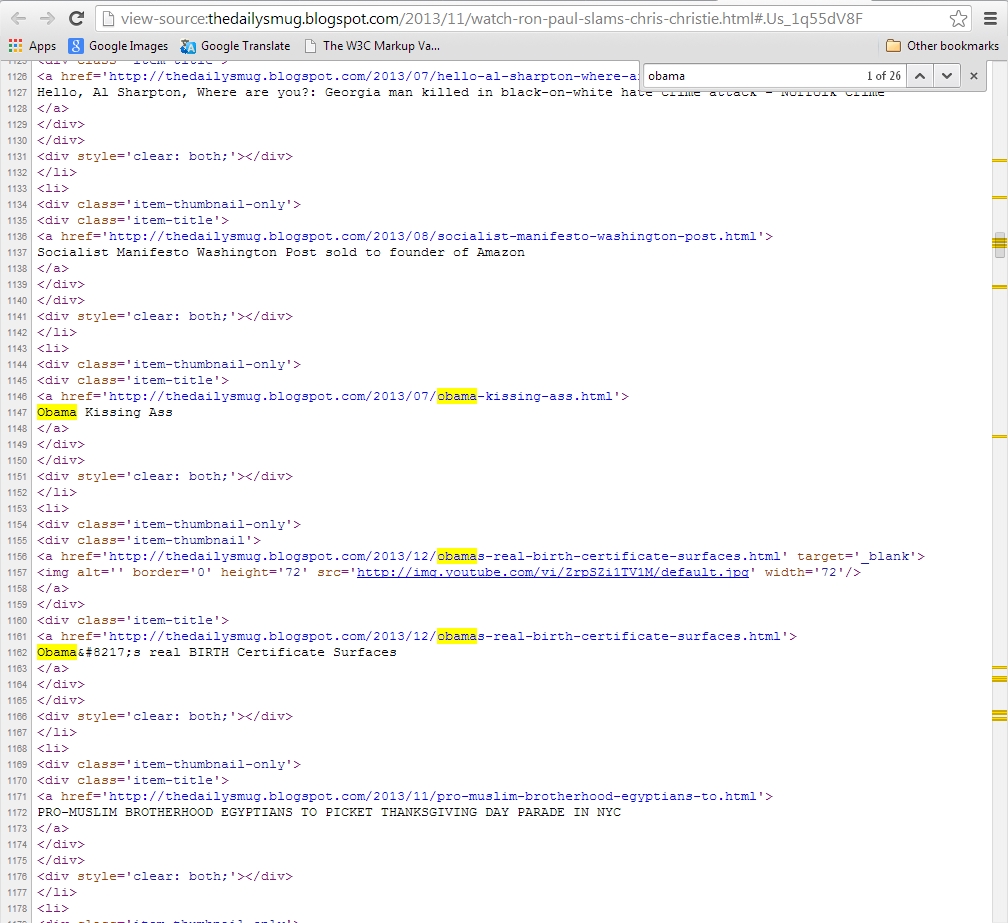 view-source:thedailysmug.blogspot.com/2013/11/watch-ron-paul-slams-chris-christie.html#.Us_1q55dV8F
Apps Google Images Google Translate The W3C Markup Va... Other bookmarks
obama 1 of 26
1126 <a href='http://thedailysmug.blogspot.com/2013/07/hello-al-sharpton-where-a
1127 Hello, Al Sharpton, Where are you?: Georgia man killed in black-on-white hate crime attack - Norfolk Crime
1128 </a>
1129 </div>
1130 </div>
1131 <div style='clear: both;'></div>
1132 </li>
1133 <li>
1134 <div class='item-thumbnail-only'>
1135 <div class='item-title'>
1136 <a href='http://thedailysmug.blogspot.com/2013/08/socialist-manifesto-washington-post.html'>
1137 Socialist Manifesto Washington Post sold to founder of Amazon
1138 </a>
1139 </div>
1140 </div>
1141 <div style='clear: both;'></div>
1142 </li>
1143 <li>
1144 <div class='item-thumbnail-only'>
1145 <div class='item-title'>
1146 <a href='http://thedailysmug.blogspot.com/2013/07/obama-kissing-ass.html'>
1147 Obama Kissing Ass
1148 </a>
1149 </div>
1150 </div>
1151 <div style='clear: both;'></div>
1152 </li>
1153 <li>
1154 <div class='item-thumbnail-only'>
1155 <div class='item-thumbnail'>
1156 <a href='http://thedailysmug.blogspot.com/2013/12/obamas-real-birth-certificate-surfaces.html' target='_blank'>
1157 <img alt='' border='0' height='72' src='http://img.youtube.com/vi/ZrpSZi1TV1M/default.jpg' width='72'/>
1158 </a>
1159 </div>
1160 <div class='item-title'>
1161 <a href='http://thedailysmug.blogspot.com/2013/12/obamas-real-birth-certificate-surfaces.html'>
1162 Obama&#8217;s real BIRTH Certificate Surfaces
1163 </a>
1164 </div>
1165 </div>
1166 <div style='clear: both;'></div>
1167 </li>
1168 <li>
1169 <div class='item-thumbnail-only'>
1170 <div class='item-title'>
1171 <a href='http://thedailysmug.blogspot.com/2013/11/pro-muslim-brotherhood-egyptians-to.html'>
1172 PRO-MUSLIM BROTHERHOOD EGYPTIANS TO PICKET THANKSGIVING DAY PARADE IN NYC
1173 </a>
1174 </div>
1175 </div>
1176 <div style='clear: both;'></div>
1177 </li>
1178 <li>